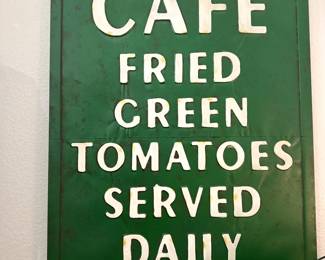 CAFE
FRIED
GREEN
TOMATOES
SERVED
DAILY